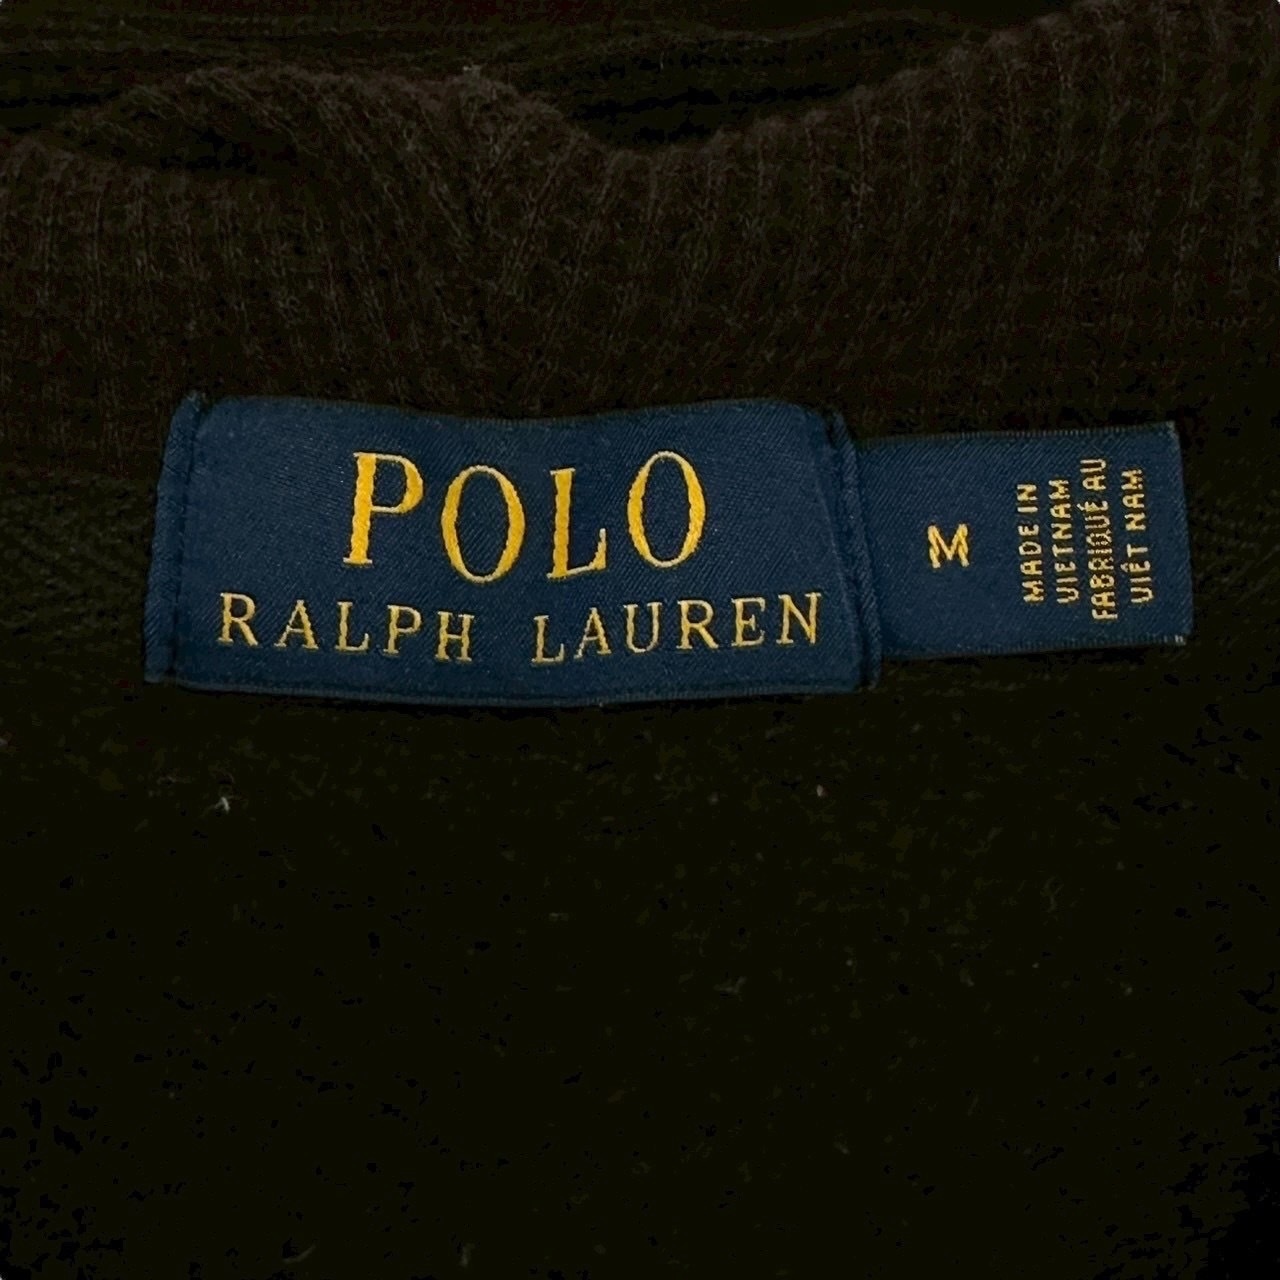 POLO
RALPH LAUREN
M
MADE IN
VIETNAM
FABRIQUÉ AU
VIÊT NAM